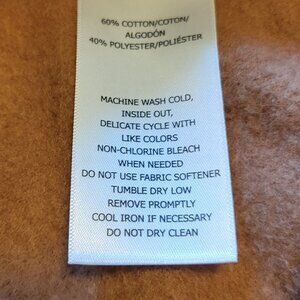 60% COTTON/COTON/
ALGODÓN
40% POLYESTER/POLIÉSTER
MACHINE WASH COLD,
INSIDE OUT,
DELICATE CYCLE WITH
LIKE COLORS
NON-CHLORINE BLEACH
WHEN NEEDED
DO NOT USE FABRIC SOFTENER
TUMBLE DRY LOW
REMOVE PROMPTLY
COOL IRON IF NECESSARY
DO NOT DRY CLEAN